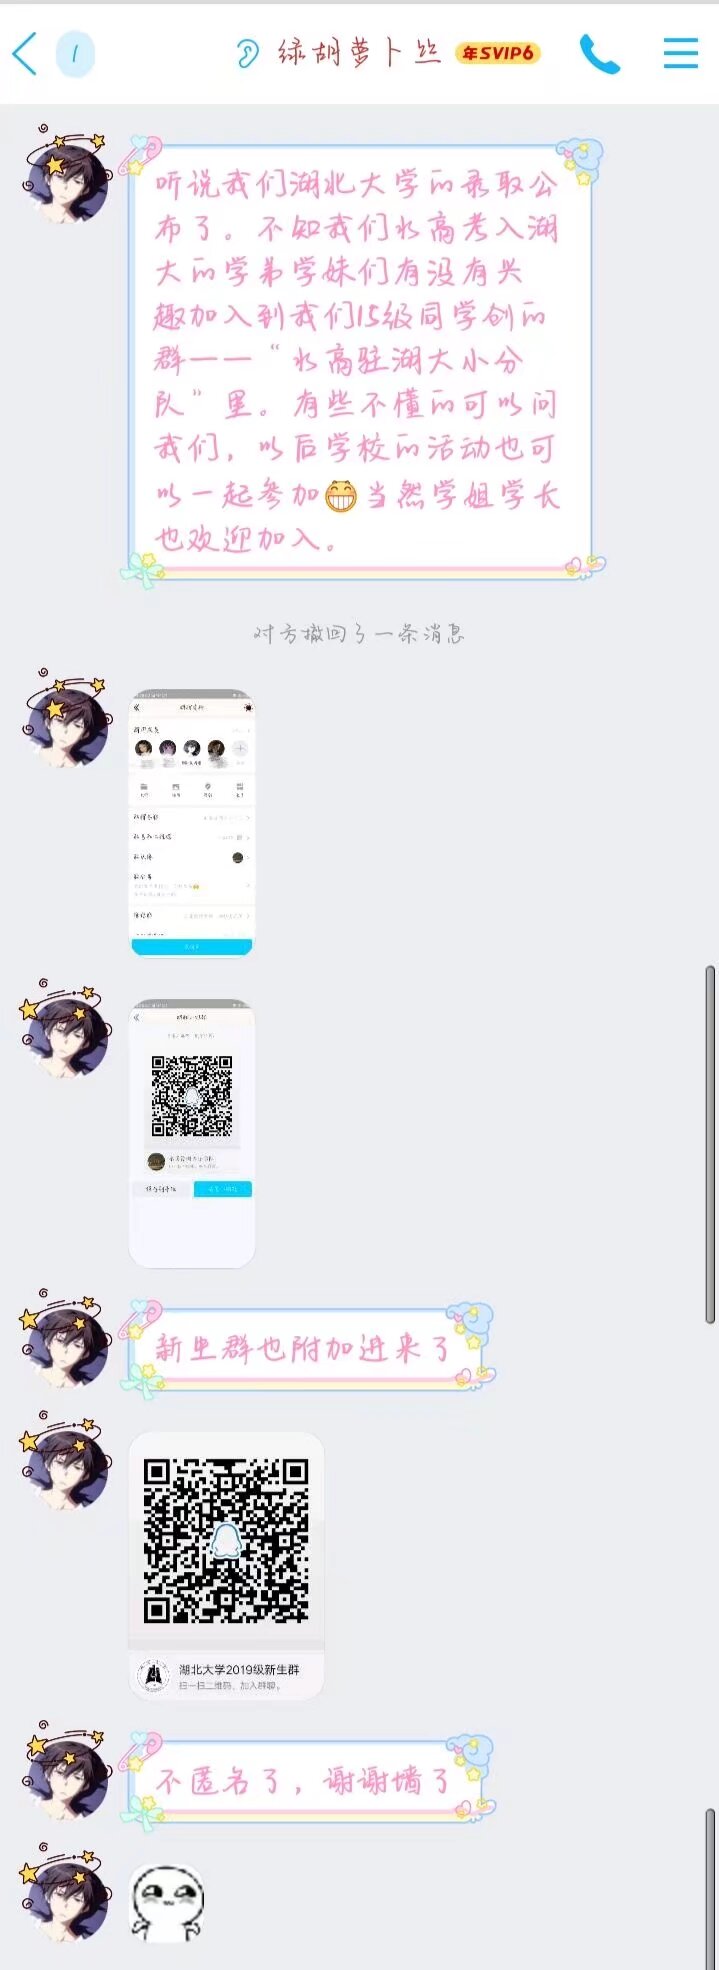 1
绿胡萝卜丝
年SVIP6
听说我们湖北大学的录取公
布了。不知我们水高考入湖
大的学弟学妹们有没有兴
趣加入到我们15级同学创的
群——“水高驻湖大小分
队”里。有些不懂的可以问
我们，以后学校的活动也可
以一起参加😁当然学姐学长
也欢迎加入。
对方撤回了一条消息
新生群也附加进来了
湖北大学2019级新生群
扫一扫二维码，加入群聊。
不匿名了，谢谢墙了